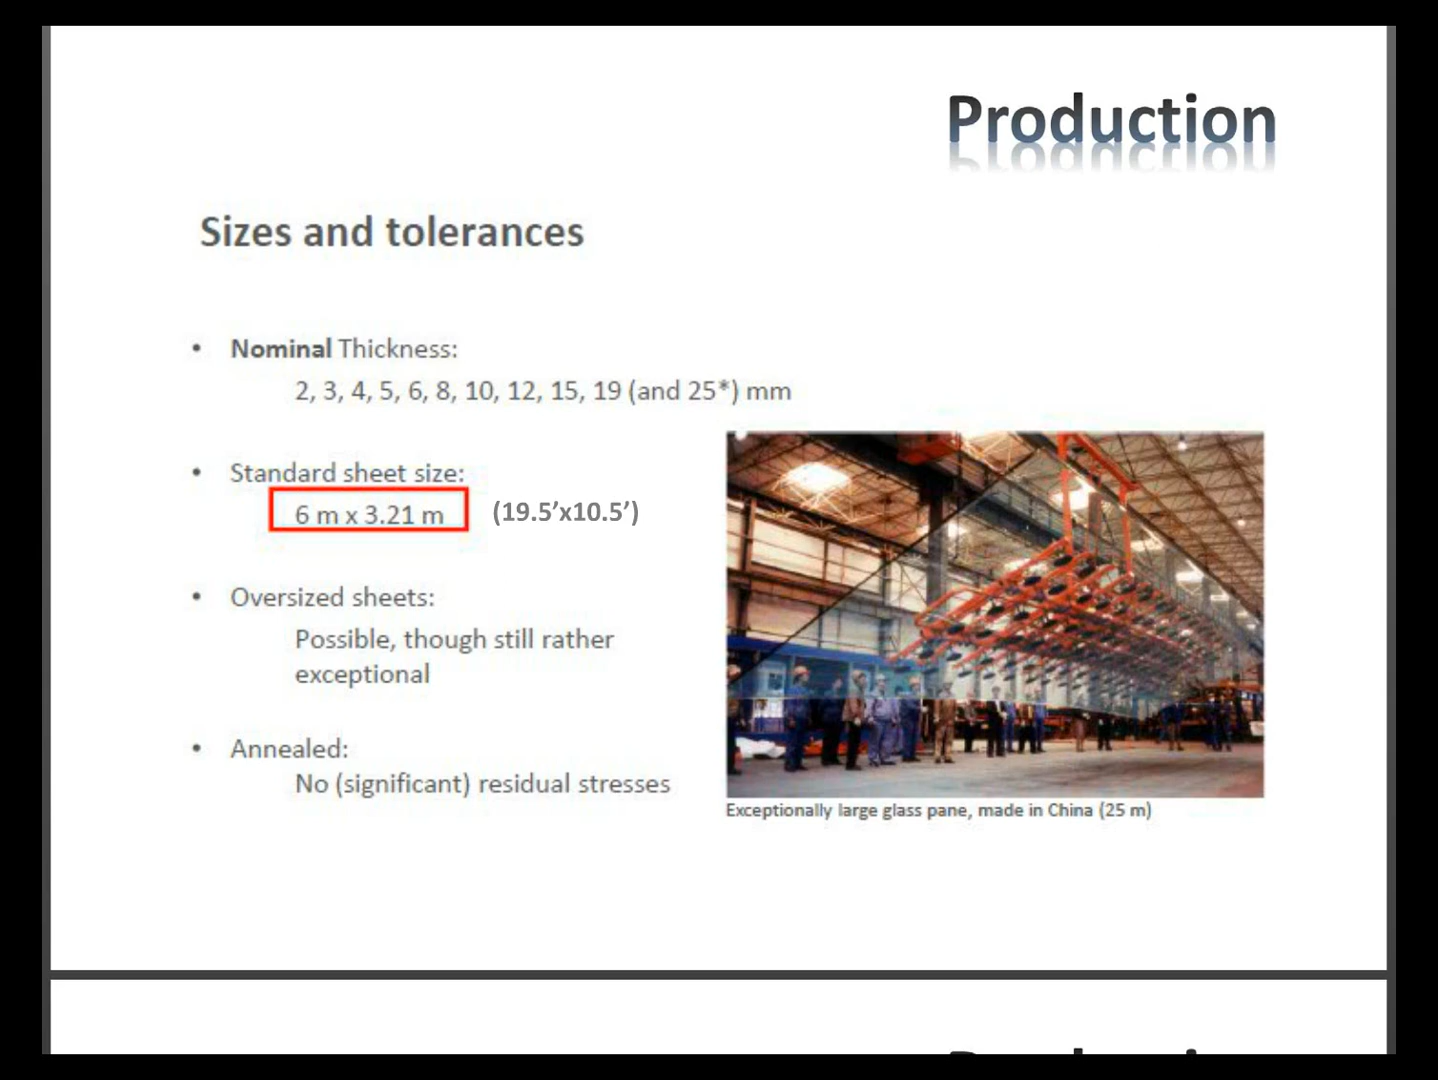 Production
Sizes and tolerances
• Nominal Thickness:
2, 3, 4, 5, 6, 8, 10, 12, 15, 19 (and 25*) mm
• Standard sheet size:
6 m x 3.21 m (19.5’x10.5’)
• Oversized sheets:
Possible, though still rather
exceptional
• Annealed:
No (significant) residual stresses
Exceptionally large glass pane, made in China (25 m)